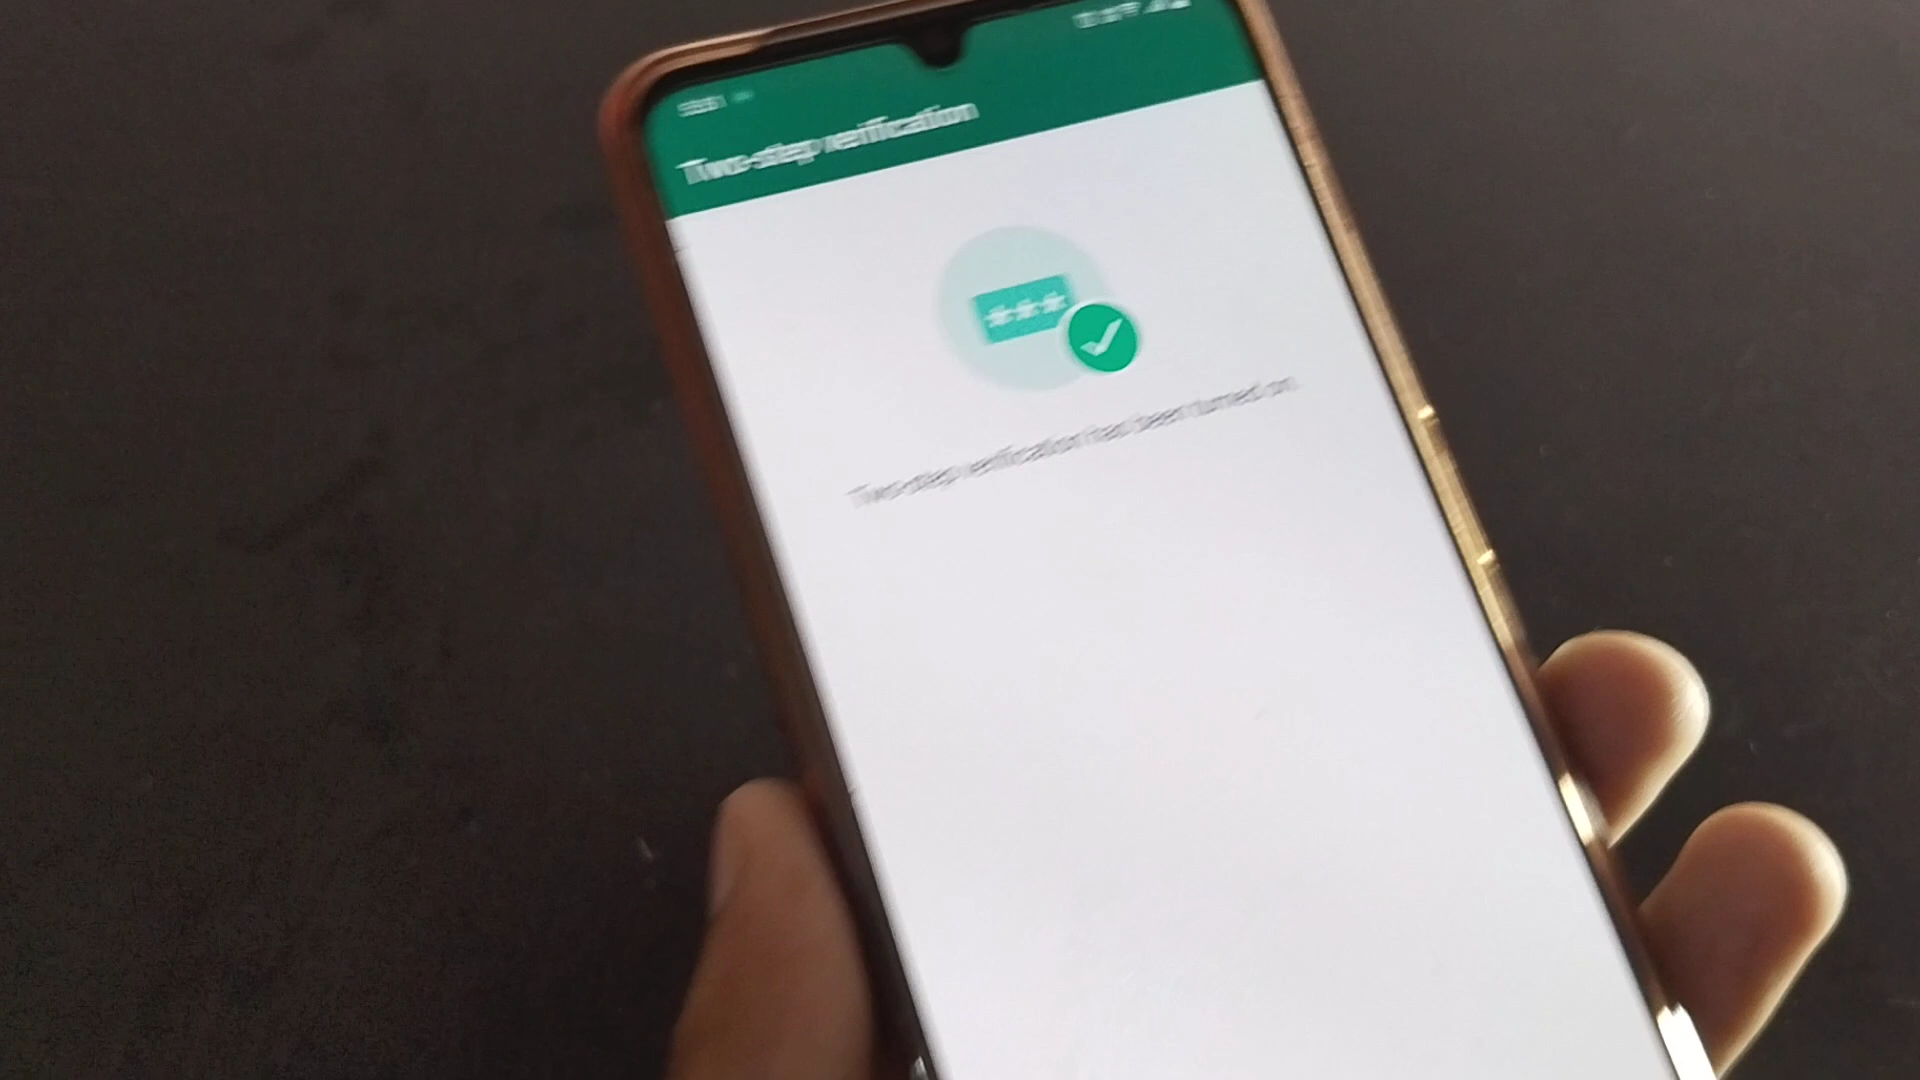 Two-step verification
***
Two-step verification has been turned on